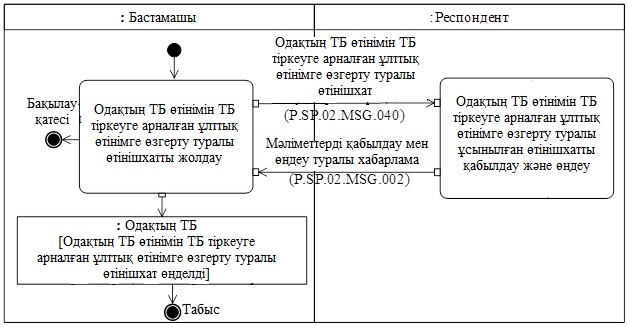 : Бастамашы
:Респондент
Одақтың ТБ өтінімін ТБ
тіркеуге арналған ұлттық
өтінімге өзгерту туралы
өтінішхат
(P.SP.02.MSG.040)
Бақылау
қатесі
Одақтың ТБ өтінімін ТБ
тіркеуге арналған ұлттық
өтінімге өзгерту туралы
өтінішхатты жолдау
Одақтың ТБ өтінімін ТБ
тіркеуге арналған ұлттық
өтінімге өзгерту туралы
ұсынылған өтінішхатты
қабылдау және өңдеу
Мәліметтерді қабылдау мен
өңдеу туралы хабарлама
(P.SP.02.MSG.002)
: Одақтың ТБ
[Одақтың ТБ өтінімін ТБ тіркеуге
арналған ұлттық өтінімге өзгерту туралы
өтінішхат өңделді]
Табыс